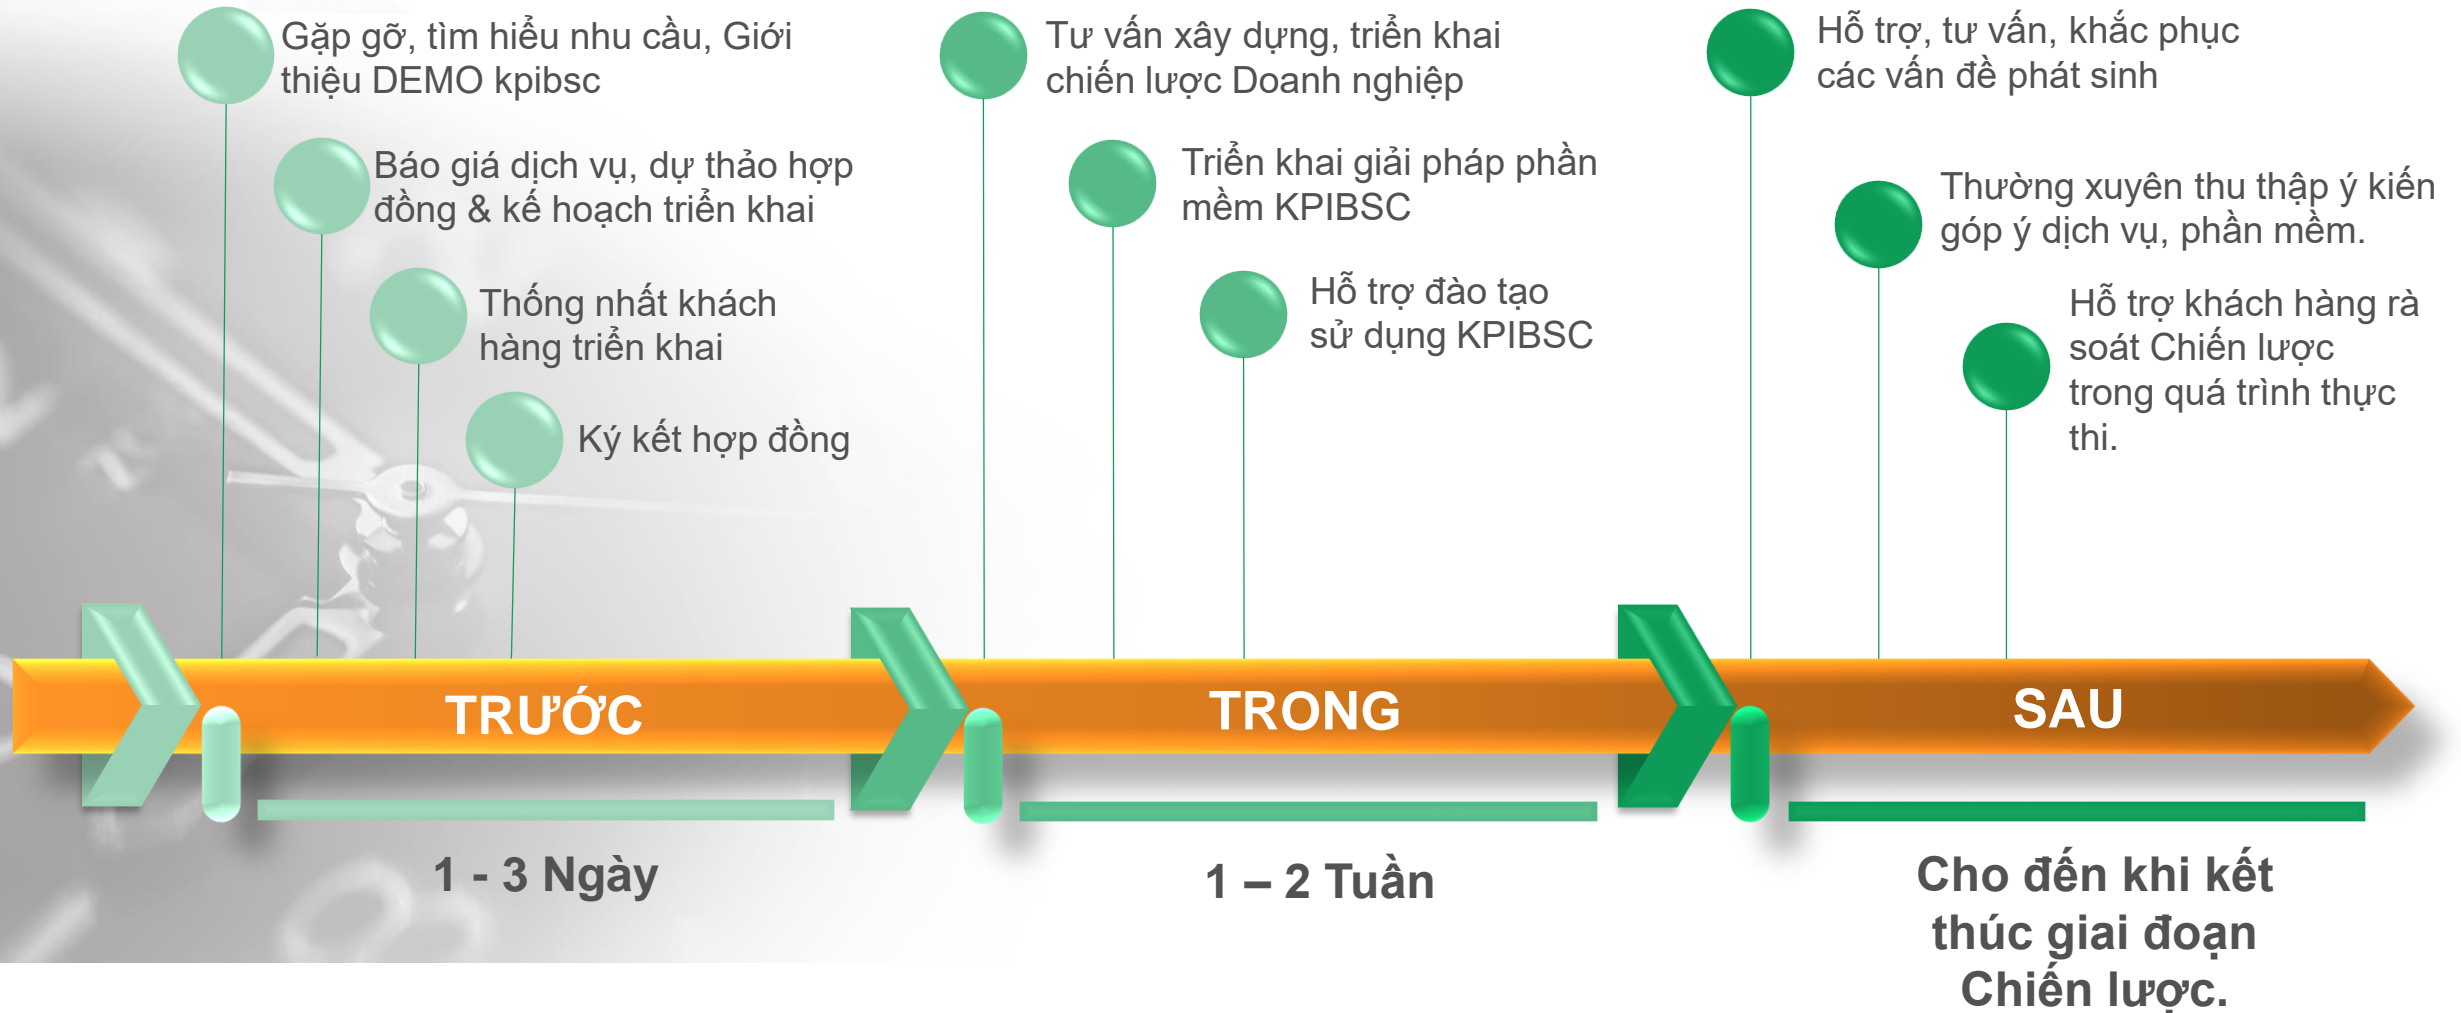 Gặp gỡ, tìm hiểu nhu cầu, Giới
thiệu DEMO kpibsc
Báo giá dịch vụ, dự thảo hợp
đồng & kế hoạch triển khai
Thống nhất khách
hàng triển khai
Ký kết hợp đồng
Tư vấn xây dựng, triển khai
chiến lược Doanh nghiệp
Triển khai giải pháp phần
mềm KPIBSC
Hỗ trợ đào tạo
sử dụng KPIBSC
Hỗ trợ, tư vấn, khắc phục
các vấn đề phát sinh
Thường xuyên thu thập ý kiến
góp ý dịch vụ, phần mềm.
Hỗ trợ khách hàng rà
soát Chiến lược
trong quá trình thực
thi.
TRƯỚC
TRONG
SAU
1 - 3 Ngày
1 – 2 Tuần
Cho đến khi kết
thúc giai đoạn
Chiến lược.